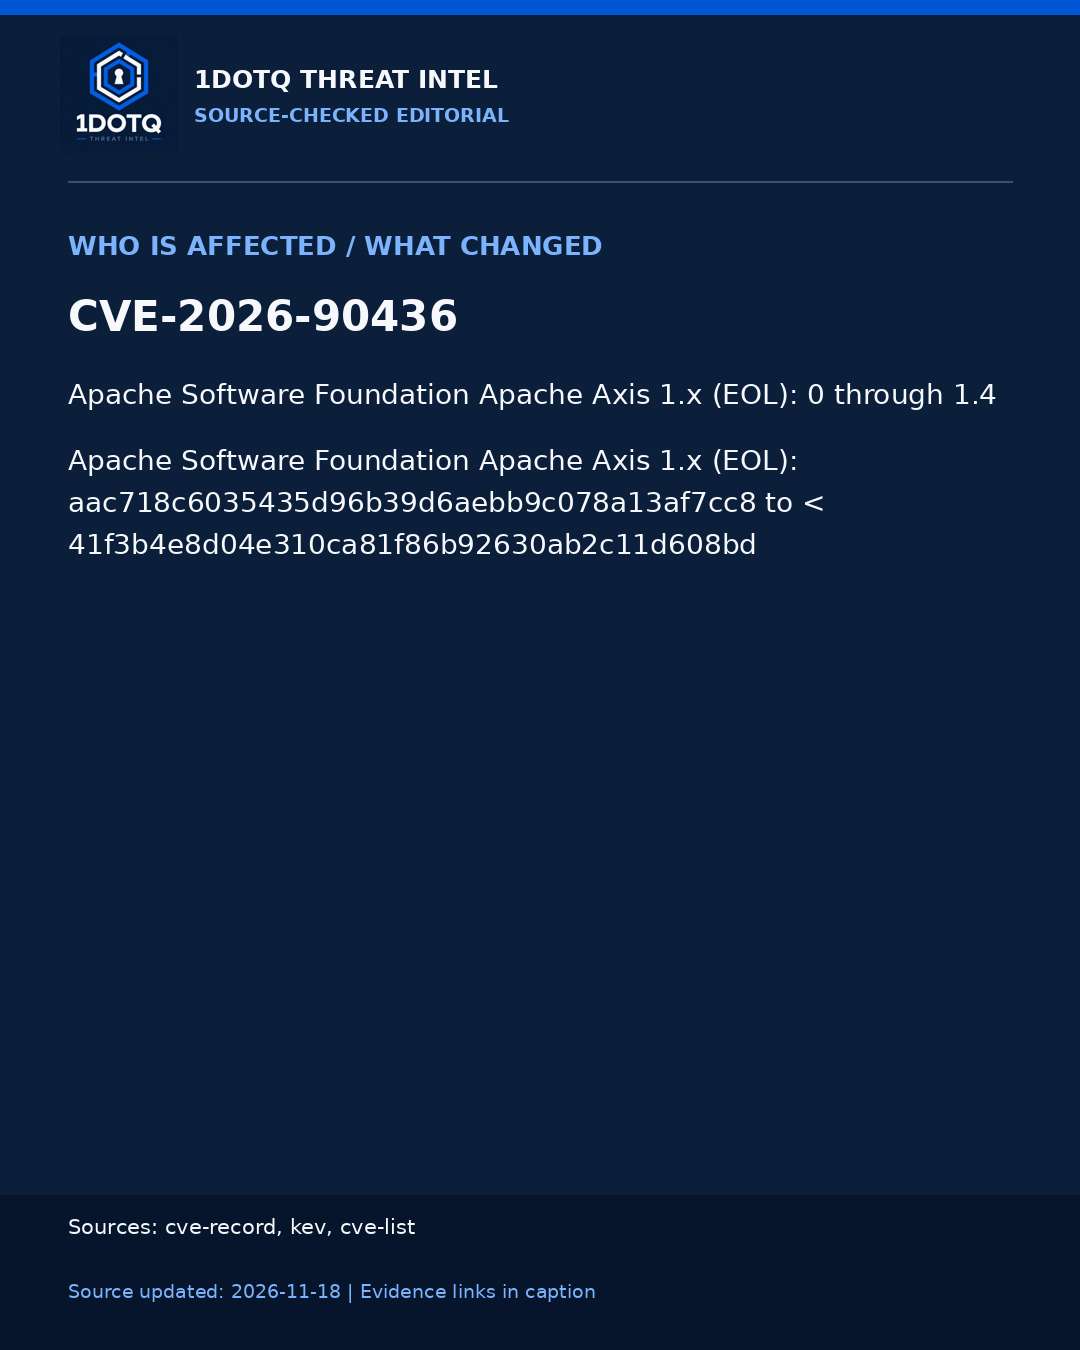 1DOTQ
THREAT INTEL
1DOTQ THREAT INTEL
SOURCE-CHECKED EDITORIAL
WHO IS AFFECTED / WHAT CHANGED
CVE-2026-90436
Apache Software Foundation Apache Axis 1.x (EOL): 0 through 1.4
Apache Software Foundation Apache Axis 1.x (EOL):
aac718c6035435d96b39d6aebb9c078a13af7cc8 to <
41f3b4e8d04e310ca81f86b92630ab2c11d608bd
Sources: cve-record, kev, cve-list
Source updated: 2026-11-18 | Evidence links in caption